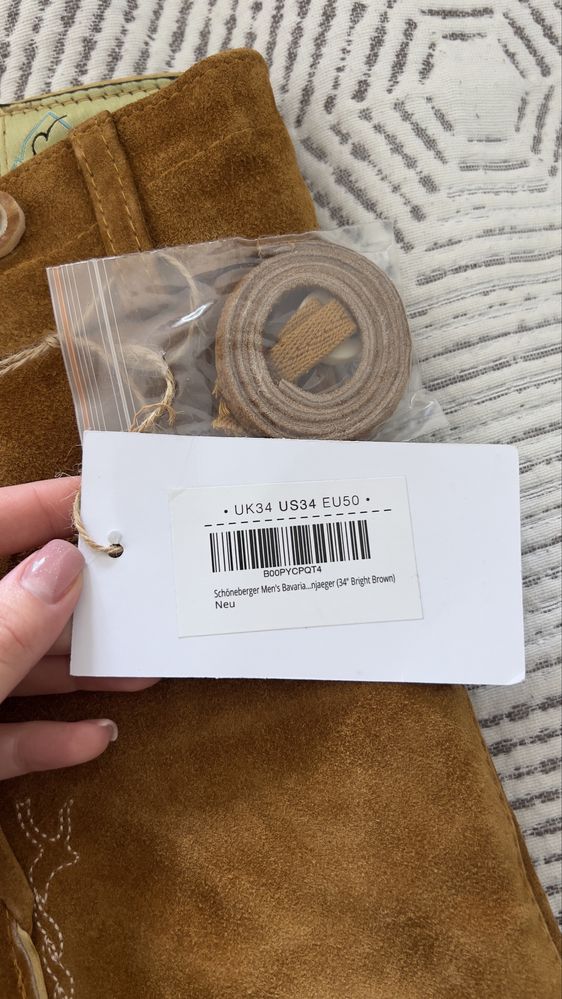 • UK34 US34 EU50 •
B00PYCPQT4
Schöneberger Men's Bavaria...njaeger (34" Bright Brown)
Neu